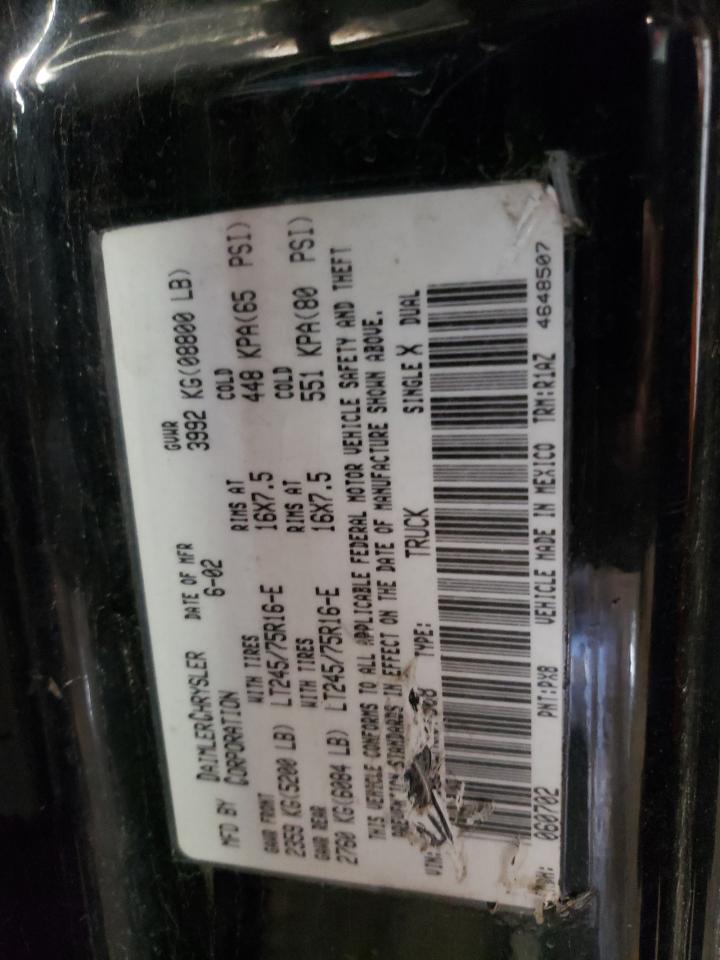 MFD BY DAIMLERCHRYSLER CORPORATION DATE OF MFR 6-02 GVWR 3992 KG(08800 LB)
GAWR FRONT WITH TIRES RIMS AT COLD
2359 KG(5200 LB) LT245/75R16-E 16X7.5 448 KPA(65 PSI)
GAWR REAR WITH TIRES RIMS AT COLD
2760 KG(6084 LB) LT245/75R16-E 16X7.5 551 KPA(80 PSI)
THIS VEHICLE CONFORMS TO ALL APPLICABLE FEDERAL MOTOR VEHICLE SAFETY AND THEFT
PREVENTION STANDARDS IN EFFECT ON THE DATE OF MANUFACTURE SHOWN ABOVE.
VIN: TYPE: TRUCK SINGLE X DUAL
060702 PNT:PX8 VEHICLE MADE IN MEXICO TRM:R1AZ 4648507